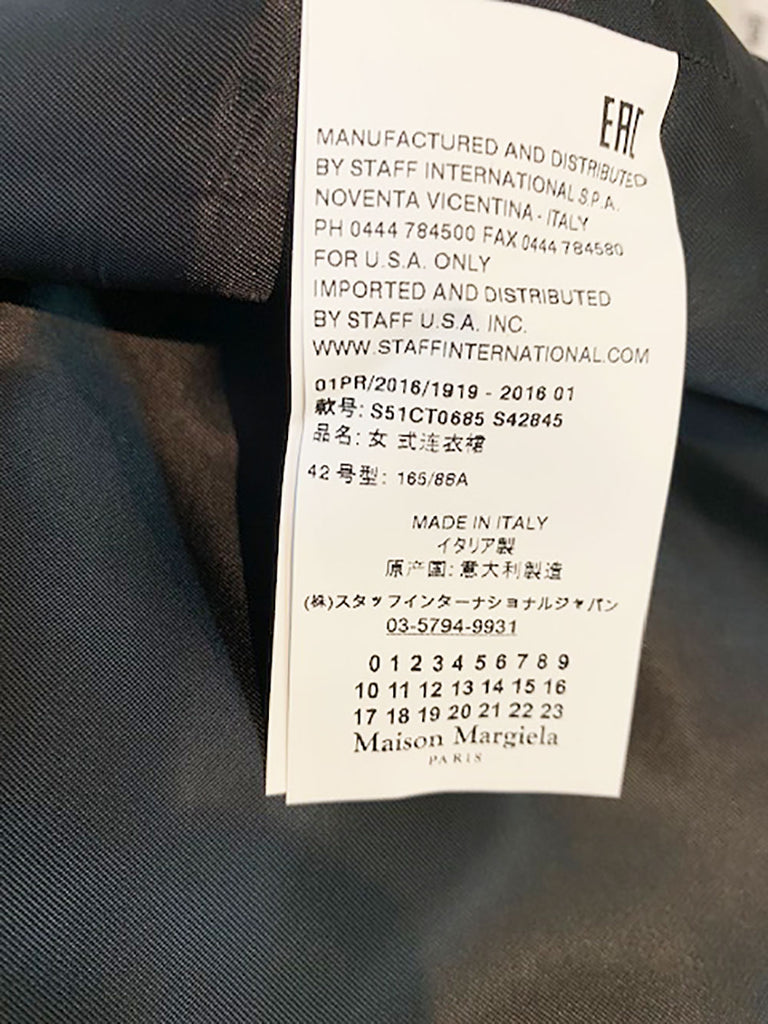 EAC
MANUFACTURED AND DISTRIBUTED
BY STAFF INTERNATIONAL S.P.A.
NOVENTA VICENTINA - ITALY
PH 0444 784500 FAX 0444 784580
FOR U.S.A. ONLY
IMPORTED AND DISTRIBUTED
BY STAFF U.S.A. INC.
WWW.STAFFINTERNATIONAL.COM
01PR/2016/1919 - 2016 01
款号: S51CT0685 S42845
品名: 女 式连衣裙
42 号型: 165/88A
MADE IN ITALY
イタリア製
原产国: 意大利製造
(株)スタッフインターナショナルジャパン
03-5794-9931
0 1 2 3 4 5 6 7 8 9
10 11 12 13 14 15 16
17 18 19 20 21 22 23
Maison Margiela
PARIS